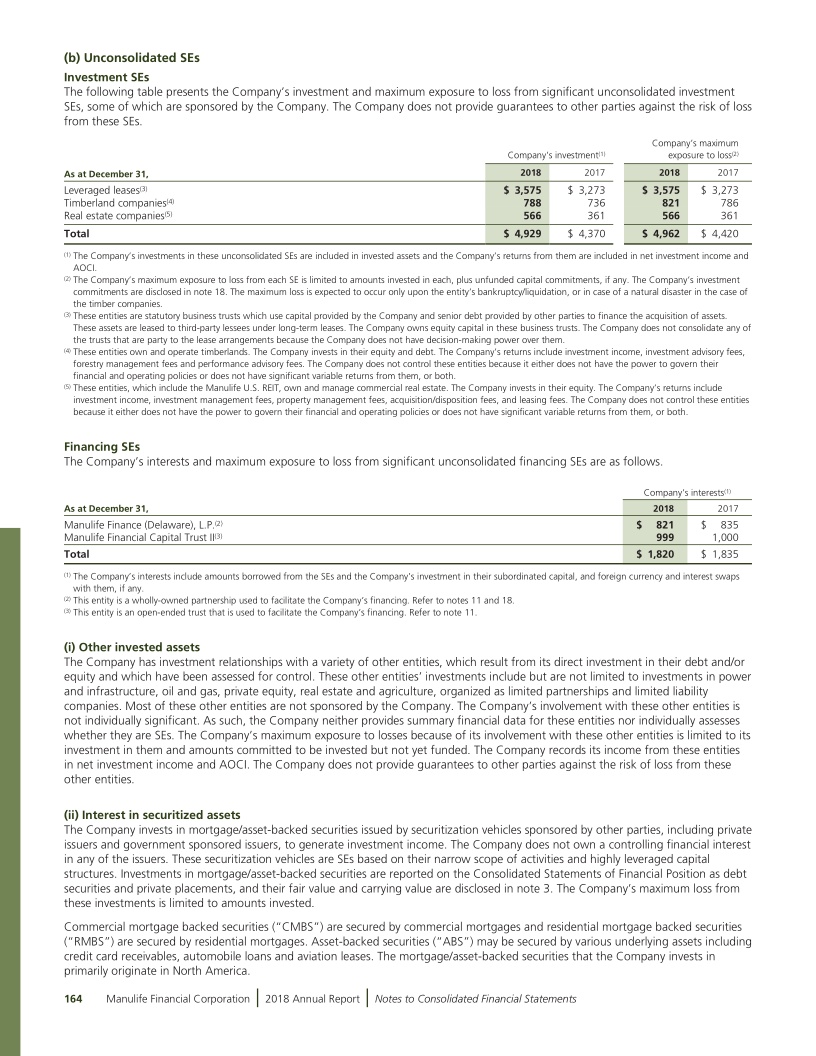 (b) Unconsolidated SEs
Investment SEs
The following table presents the Company's investment and maximum exposure to loss from significant unconsolidated investment
SEs, some of which are sponsored by the Company. The Company does not provide guarantees to other parties against the risk of loss
from these SEs.
Company's investment(1) Company's maximum exposure to loss(2)
As at December 31, 2018 2017 2018 2017
Leveraged leases(3) $ 3,575 $ 3,273 $ 3,575 $ 3,273
Timberland companies(4) 788 736 821 786
Real estate companies(5) 566 361 566 361
Total $ 4,929 $ 4,370 $ 4,962 $ 4,420
(1) The Company's investments in these unconsolidated SEs are included in invested assets and the Company's returns from them are included in net investment income and
AOCI.
(2) The Company's maximum exposure to loss from each SE is limited to amounts invested in each, plus unfunded capital commitments, if any. The Company's investment
commitments are disclosed in note 18. The maximum loss is expected to occur only upon the entity's bankruptcy/liquidation, or in case of a natural disaster in the case of
the timber companies.
(3) These entities are statutory business trusts which use capital provided by the Company and senior debt provided by other parties to finance the acquisition of assets.
These assets are leased to third-party lessees under long-term leases. The Company owns equity capital in these business trusts. The Company does not consolidate any of
the trusts that are party to the lease arrangements because the Company does not have decision-making power over them.
(4) These entities own and operate timberlands. The Company invests in their equity and debt. The Company's returns include investment income, investment advisory fees,
forestry management fees and performance advisory fees. The Company does not control these entities because it either does not have the power to govern their
financial and operating policies or does not have significant variable returns from them, or both.
(5) These entities, which include the Manulife U.S. REIT, own and manage commercial real estate. The Company invests in their equity. The Company's returns include
investment income, investment management fees, property management fees, acquisition/disposition fees, and leasing fees. The Company does not control these entities
because it either does not have the power to govern their financial and operating policies or does not have significant variable returns from them, or both.
Financing SEs
The Company's interests and maximum exposure to loss from significant unconsolidated financing SEs are as follows.
Company's interests(1)
As at December 31, 2018 2017
Manulife Finance (Delaware), L.P.(2) $ 821 $ 835
Manulife Financial Capital Trust II(3) 999 1,000
Total $ 1,820 $ 1,835
(1) The Company's interests include amounts borrowed from the SEs and the Company's investment in their subordinated capital, and foreign currency and interest swaps
with them, if any.
(2) This entity is a wholly-owned partnership used to facilitate the Company's financing. Refer to notes 11 and 18.
(3) This entity is an open-ended trust that is used to facilitate the Company's financing. Refer to note 11.
(i) Other invested assets
The Company has investment relationships with a variety of other entities, which result from its direct investment in their debt and/or
equity and which have been assessed for control. These other entities' investments include but are not limited to investments in power
and infrastructure, oil and gas, private equity, real estate and agriculture, organized as limited partnerships and limited liability
companies. Most of these other entities are not sponsored by the Company. The Company's involvement with these other entities is
not individually significant. As such, the Company neither provides summary financial data for these entities nor individually assesses
whether they are SEs. The Company's maximum exposure to losses because of its involvement with these other entities is limited to its
investment in them and amounts committed to be invested but not yet funded. The Company records its income from these entities
in net investment income and AOCI. The Company does not provide guarantees to other parties against the risk of loss from these
other entities.
(ii) Interest in securitized assets
The Company invests in mortgage/asset-backed securities issued by securitization vehicles sponsored by other parties, including private
issuers and government sponsored issuers, to generate investment income. The Company does not own a controlling financial interest
in any of the issuers. These securitization vehicles are SEs based on their narrow scope of activities and highly leveraged capital
structures. Investments in mortgage/asset-backed securities are reported on the Consolidated Statements of Financial Position as debt
securities and private placements, and their fair value and carrying value are disclosed in note 3. The Company's maximum loss from
these investments is limited to amounts invested.
Commercial mortgage backed securities ("CMBS") are secured by commercial mortgages and residential mortgage backed securities
("RMBS") are secured by residential mortgages. Asset-backed securities ("ABS") may be secured by various underlying assets including
credit card receivables, automobile loans and aviation leases. The mortgage/asset-backed securities that the Company invests in
primarily originate in North America.
164 Manulife Financial Corporation | 2018 Annual Report | Notes to Consolidated Financial Statements